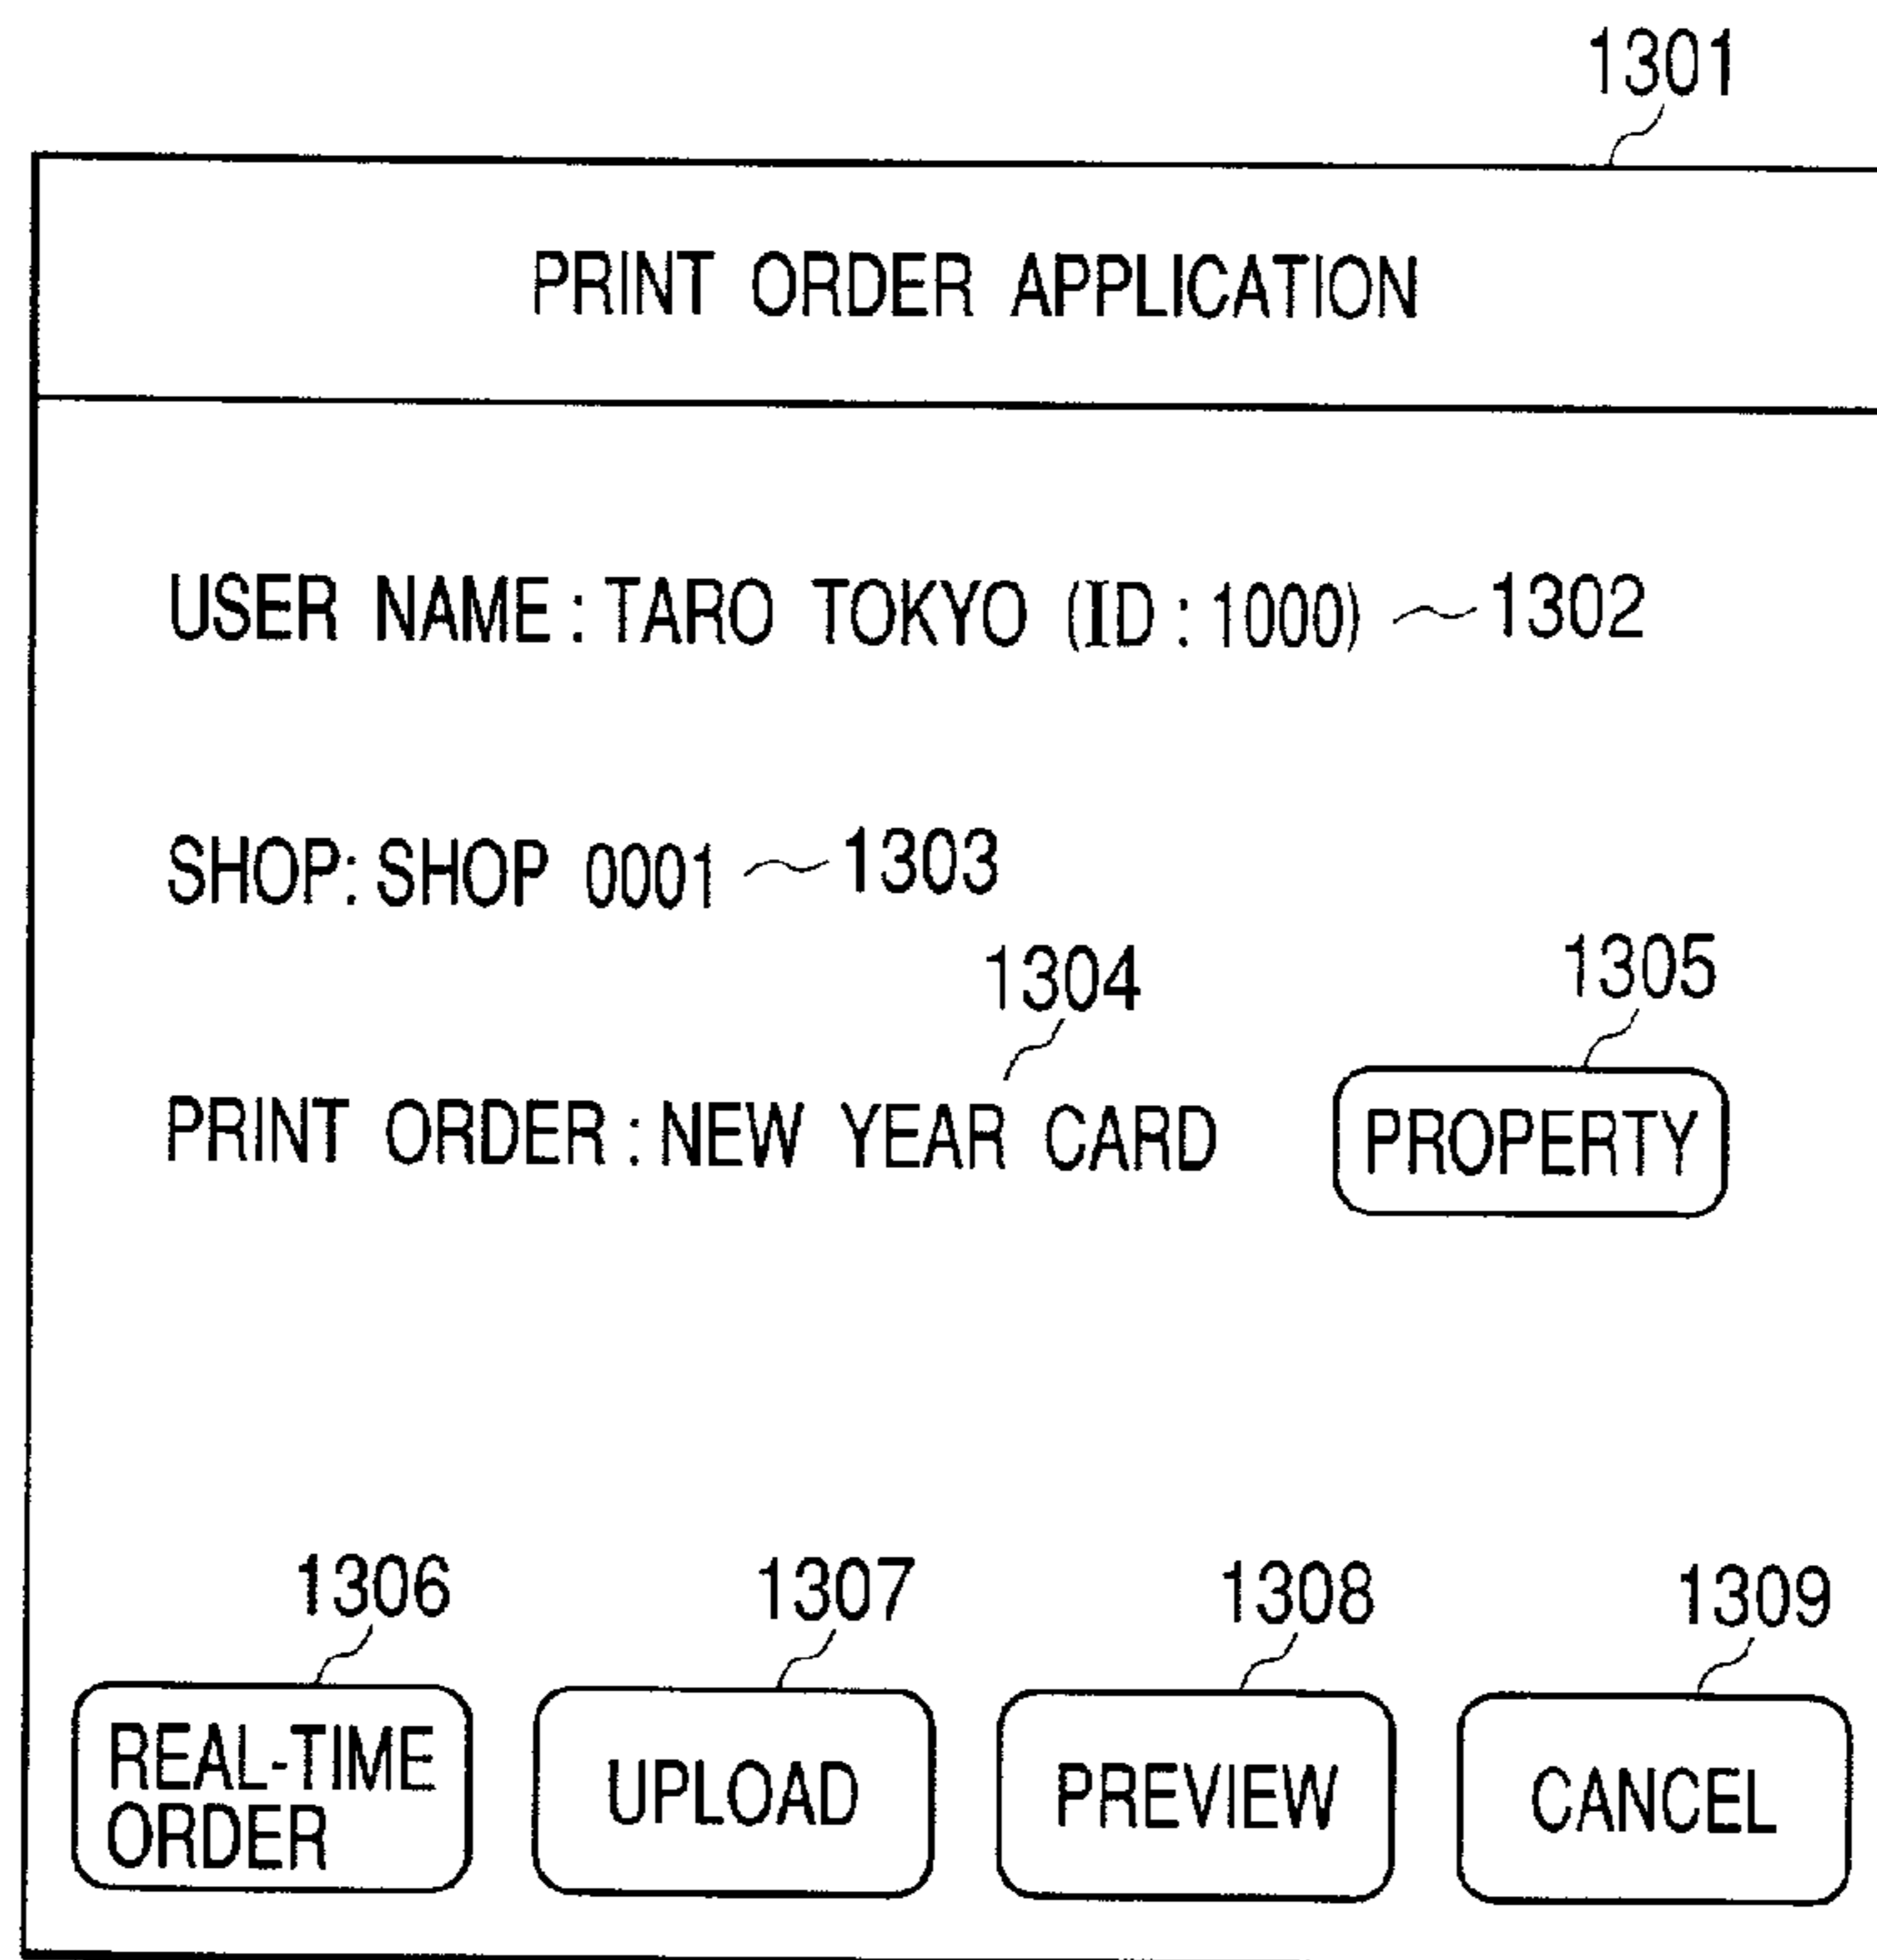 1301
PRINT ORDER APPLICATION
USER NAME : TARO TOKYO (ID : 1000) 1302
SHOP: SHOP 0001 1303
1304 1305
PRINT ORDER : NEW YEAR CARD PROPERTY
1306 1307 1308 1309
REAL-TIME
ORDER
UPLOAD
PREVIEW
CANCEL